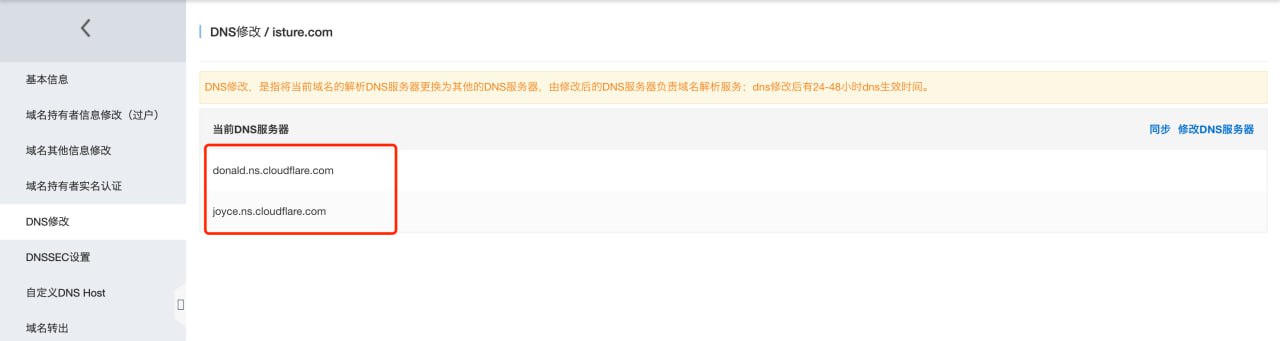 DNS修改 / isture.com
基本信息
域名持有者信息修改（过户）
域名其他信息修改
域名持有者实名认证
DNS修改
DNSSEC设置
自定义DNS Host
域名转出
DNS修改，是指将当前域名的解析DNS服务器更换为其他的DNS服务器，由修改后的DNS服务器负责域名解析服务；dns修改后有24-48小时dns生效时间。
当前DNS服务器
同步 修改DNS服务器
donald.ns.cloudflare.com
joyce.ns.cloudflare.com